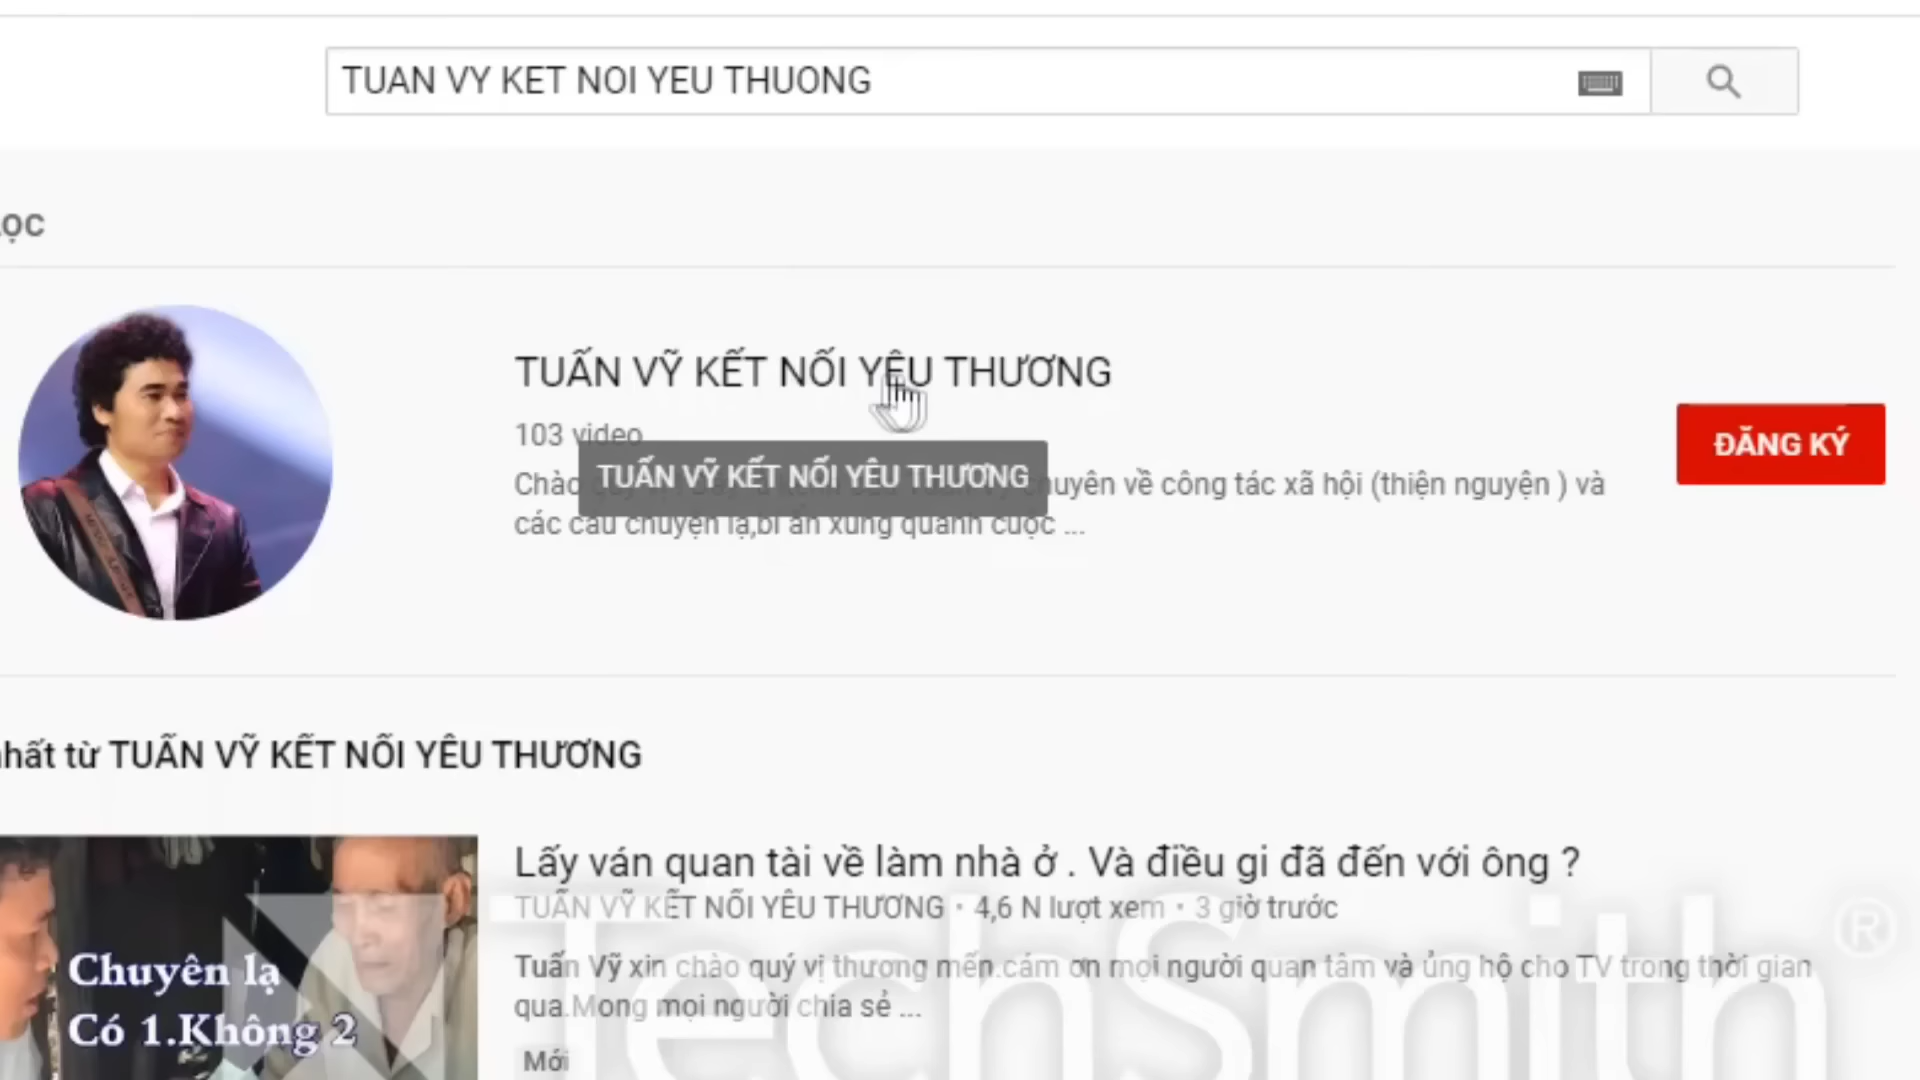 TUAN VY KET NOI YEU THUONG
ỌC
TUẤN VỸ KẾT NỐI YÊU THƯƠNG
103 video
ĐĂNG KÝ
TUẤN VỸ KẾT NỐI YÊU THƯƠNG
Chào huyên về công tác xã hội (thiện nguyện ) và
các câu chuyện lạ,bí ẩn xung quanh cuộc ...
nhất từ TUẤN VỸ KẾT NỐI YÊU THƯƠNG
Lấy ván quan tài về làm nhà ở . Và điều gi đã đến với ông ?
TUẤN VỸ KẾT NỐI YÊU THƯƠNG • 4,6 N lượt xem • 3 giờ trước
Chuyên lạ
Có 1.Không 2
Tuấn Vỹ xin chào quý vị thương mến.cám ơn mọi người quan tâm và ủng hộ cho TV trong thời gian
qua.Mong mọi người chia sẻ ...
Mới
TechSmith®